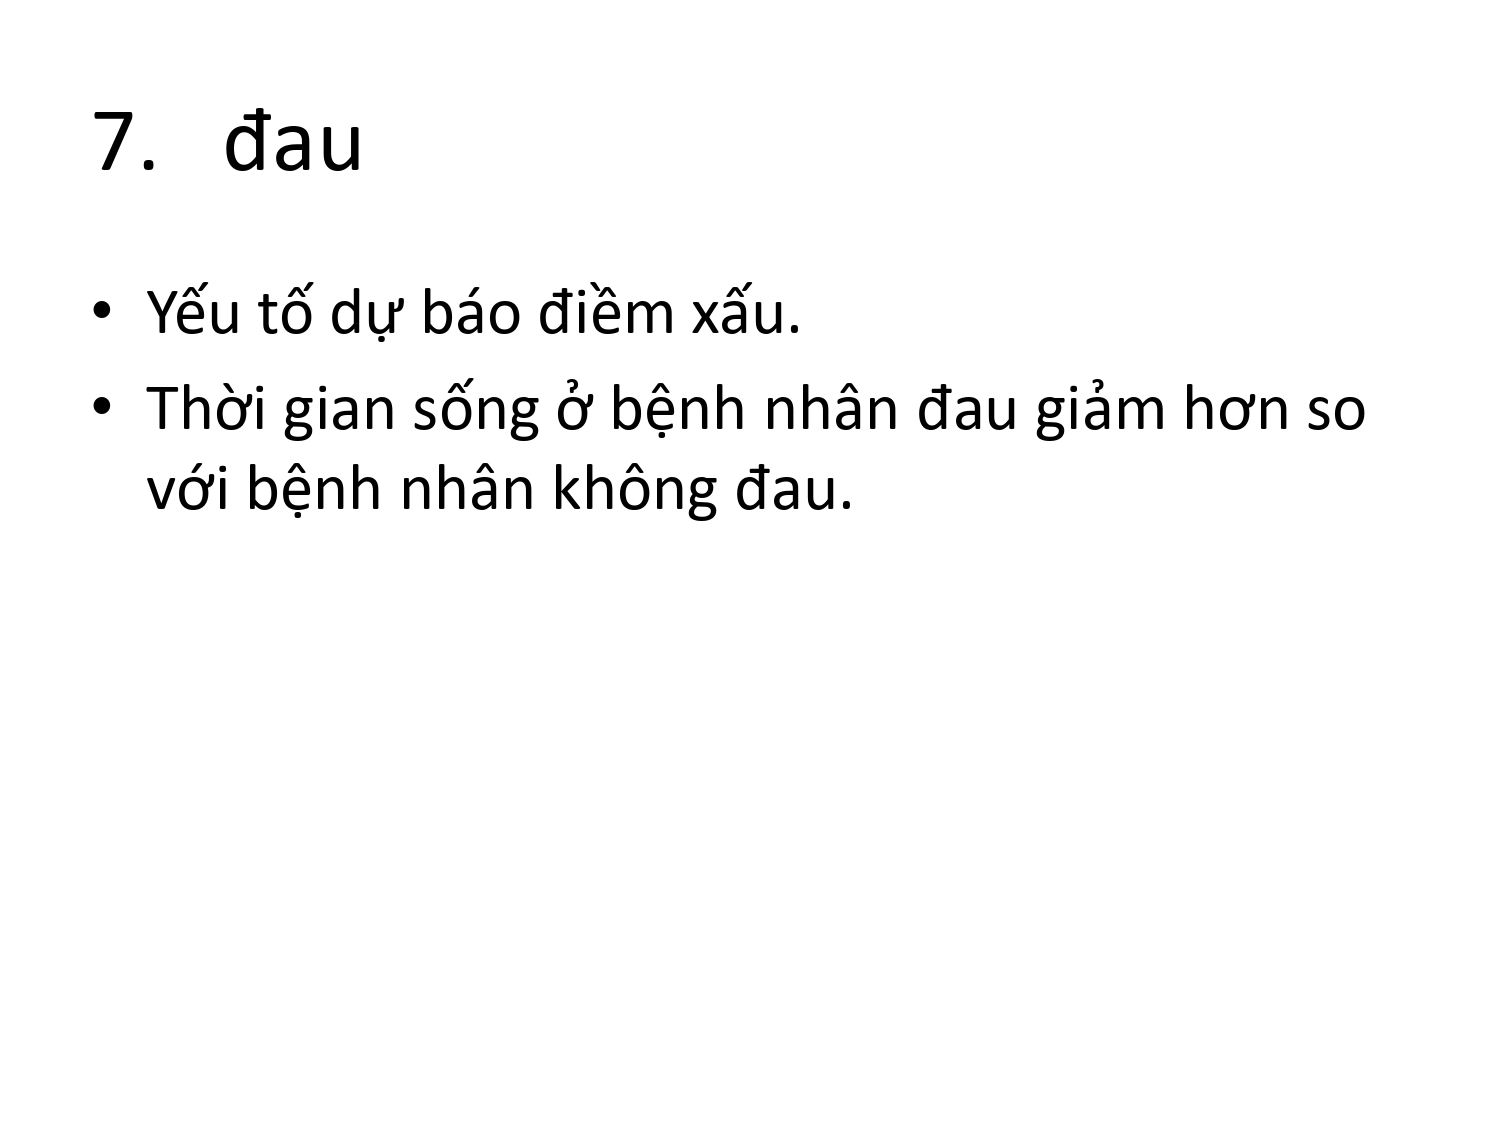 7. đau
• Yếu tố dự báo điềm xấu.
• Thời gian sống ở bệnh nhân đau giảm hơn so
với bệnh nhân không đau.